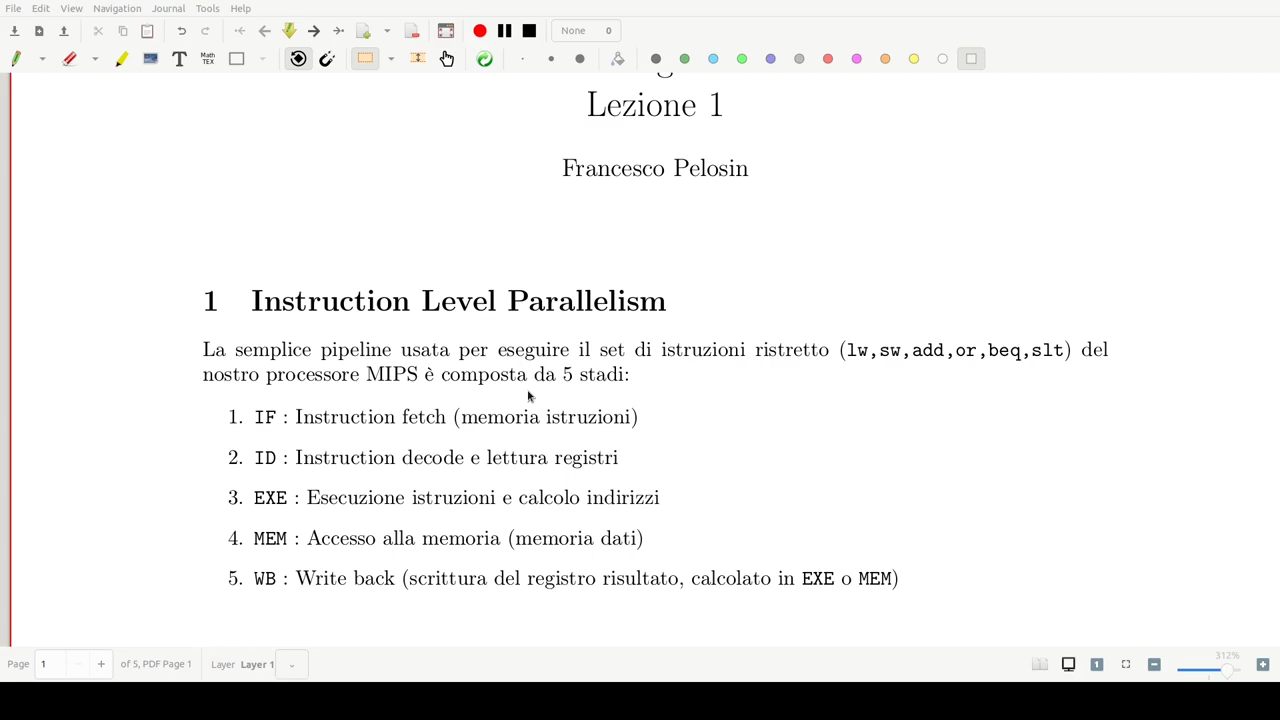 File Edit View Navigation Journal Tools Help
None 0
T Math TEX
Lezione 1
Francesco Pelosin
1 Instruction Level Parallelism
La semplice pipeline usata per eseguire il set di istruzioni ristretto (lw,sw,add,or,beq,slt) del
nostro processore MIPS è composta da 5 stadi:
1. IF : Instruction fetch (memoria istruzioni)
2. ID : Instruction decode e lettura registri
3. EXE : Esecuzione istruzioni e calcolo indirizzi
4. MEM : Accesso alla memoria (memoria dati)
5. WB : Write back (scrittura del registro risultato, calcolato in EXE o MEM)
Page 1 of 5, PDF Page 1 Layer Layer 1 1 312%